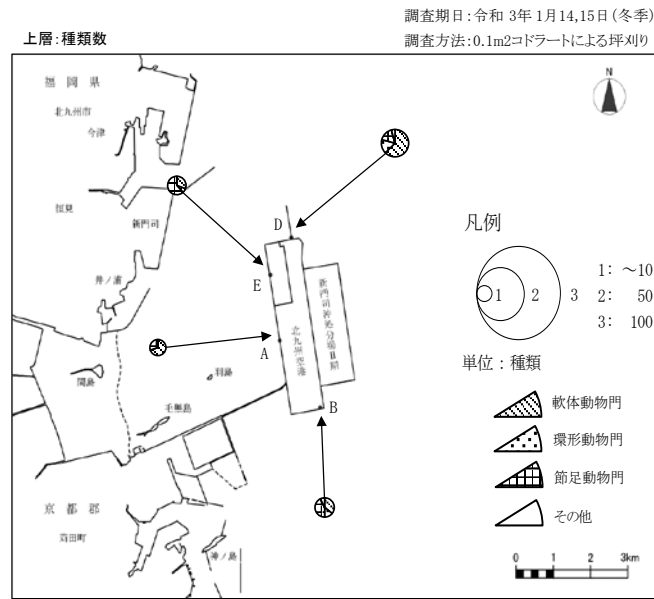 調査期日:令和 3年 1月14,15日(冬季)
上層:種類数
調査方法:0.1m2コドラートによる坪刈り
福岡県
北九州市
今津
N
恒見
新門司
D
凡例
井ノ浦
E
1 2 3
1: ～10
2: 50
3: 100
新門司沖処分場Ⅱ期
北九州空港
A
単位:種類
間島
羽島
毛無島
B
軟体動物門
環形動物門
節足動物門
その他
京都郡
苅田町
神ノ島
0 1 2 3km